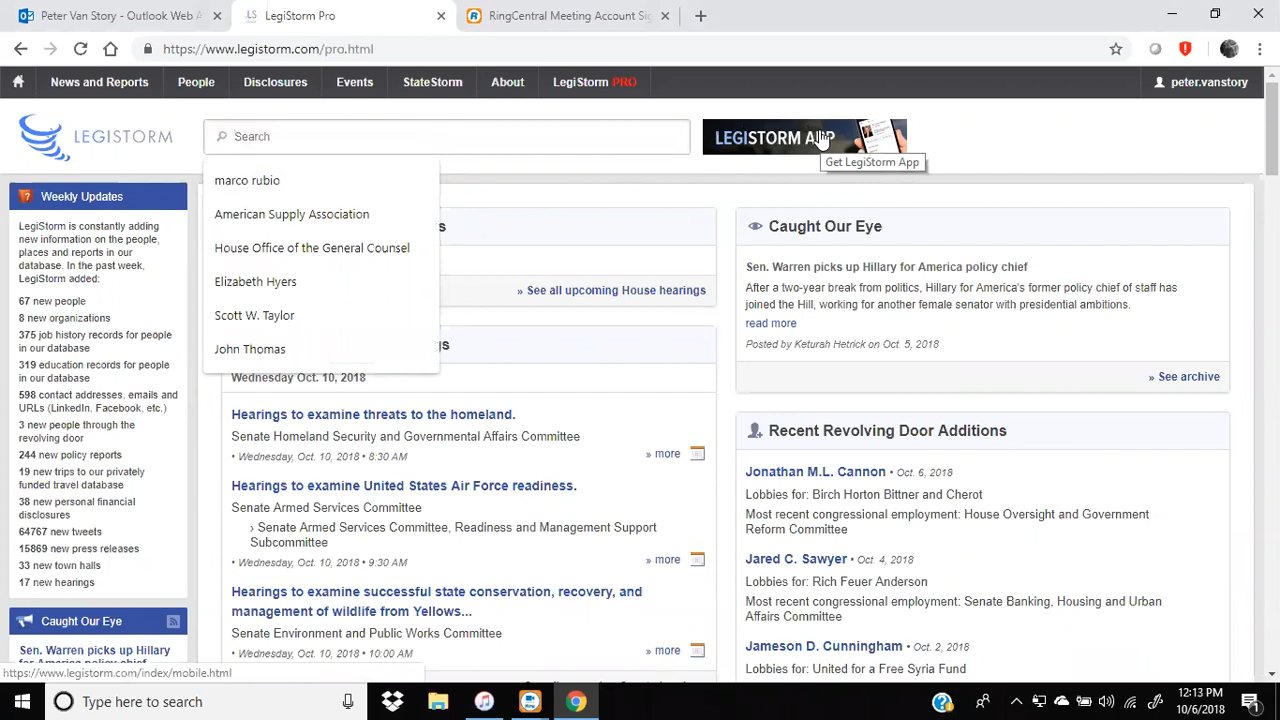 Peter Van Story - Outlook Web A
LegiStorm Pro
RingCentral Meeting Account Sig
https://www.legistorm.com/pro.html
News and Reports
People
Disclosures
Events
StateStorm
About
LegiStorm PRO
peter.vanstory
LEGISTORM
Search
LEGISTORM APP
Get LegiStorm App
marco rubio
American Supply Association
House Office of the General Counsel
Elizabeth Hyers
Scott W. Taylor
John Thomas
Weekly Updates
LegiStorm is constantly adding
new information on the people,
places and reports in our
database. In the past week,
LegiStorm added:
67 new people
8 new organizations
375 job history records for people
in our database
319 education records for people
in our database
598 contact addresses, emails and
URLs (LinkedIn, Facebook, etc.)
3 new people through the
revolving door
244 new policy reports
19 new trips to our privately
funded travel database
38 new personal financial
disclosures
64767 new tweets
15869 new press releases
33 new town halls
17 new hearings
Caught Our Eye
Sen. Warren picks up Hillary
for America policy chief
» See all upcoming House hearings
Wednesday Oct. 10, 2018
Hearings to examine threats to the homeland.
Senate Homeland Security and Governmental Affairs Committee
• Wednesday, Oct. 10, 2018 • 8:30 AM
» more
Hearings to examine United States Air Force readiness.
Senate Armed Services Committee
› Senate Armed Services Committee, Readiness and Management Support
Subcommittee
• Wednesday, Oct. 10, 2018 • 9:30 AM
» more
Hearings to examine successful state conservation, recovery, and
management of wildlife from Yellows...
Senate Environment and Public Works Committee
• Wednesday, Oct. 10, 2018 • 10:00 AM
» more
Caught Our Eye
Sen. Warren picks up Hillary for America policy chief
After a two-year break from politics, Hillary for America's former policy chief of staff has
joined the Hill, working for another female senator with presidential ambitions.
read more
Posted by Keturah Hetrick on Oct. 5, 2018
» See archive
Recent Revolving Door Additions
Jonathan M.L. Cannon • Oct. 6, 2018
Lobbies for: Birch Horton Bittner and Cherot
Most recent congressional employment: House Oversight and Government
Reform Committee
Jared C. Sawyer • Oct. 4, 2018
Lobbies for: Rich Feuer Anderson
Most recent congressional employment: Senate Banking, Housing and Urban
Affairs Committee
Jameson D. Cunningham • Oct. 2, 2018
Lobbies for: United for a Free Syria Fund
https://www.legistorm.com/index/mobile.html
Type here to search
12:13 PM
10/6/2018